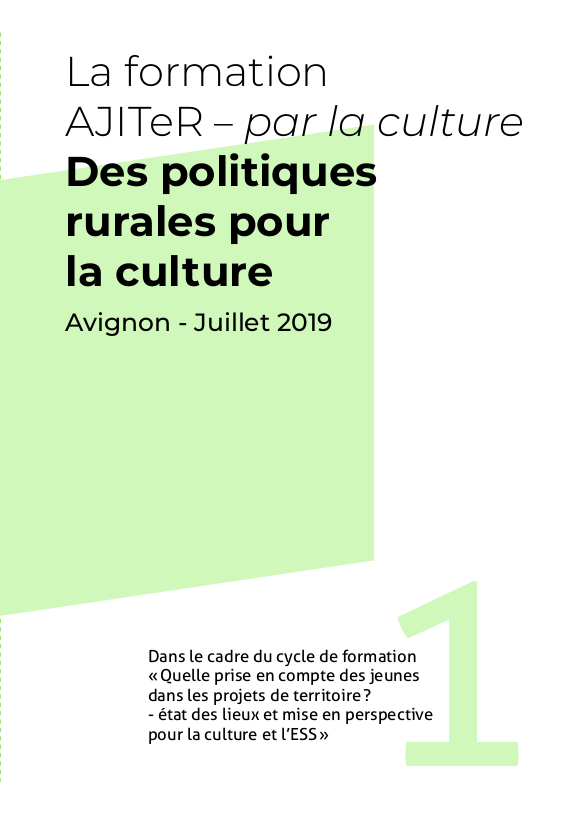 La formation
AJITeR – par la culture
Des politiques
rurales pour
la culture
Avignon - Juillet 2019
Dans le cadre du cycle de formation
« Quelle prise en compte des jeunes
dans les projets de territoire ?
- état des lieux et mise en perspective
pour la culture et l’ESS »
1